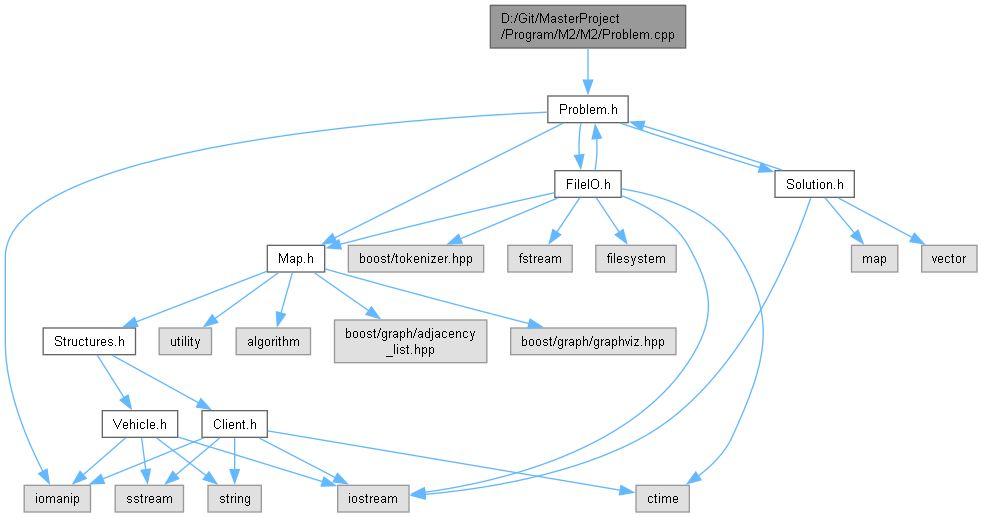 D:/Git/MasterProject
/Program/M2/M2/Problem.cpp
Problem.h
FileIO.h
Solution.h
Map.h
boost/tokenizer.hpp
fstream
filesystem
map
vector
Structures.h
utility
algorithm
boost/graph/adjacency
_list.hpp
boost/graph/graphviz.hpp
Vehicle.h
Client.h
iomanip
sstream
string
iostream
ctime